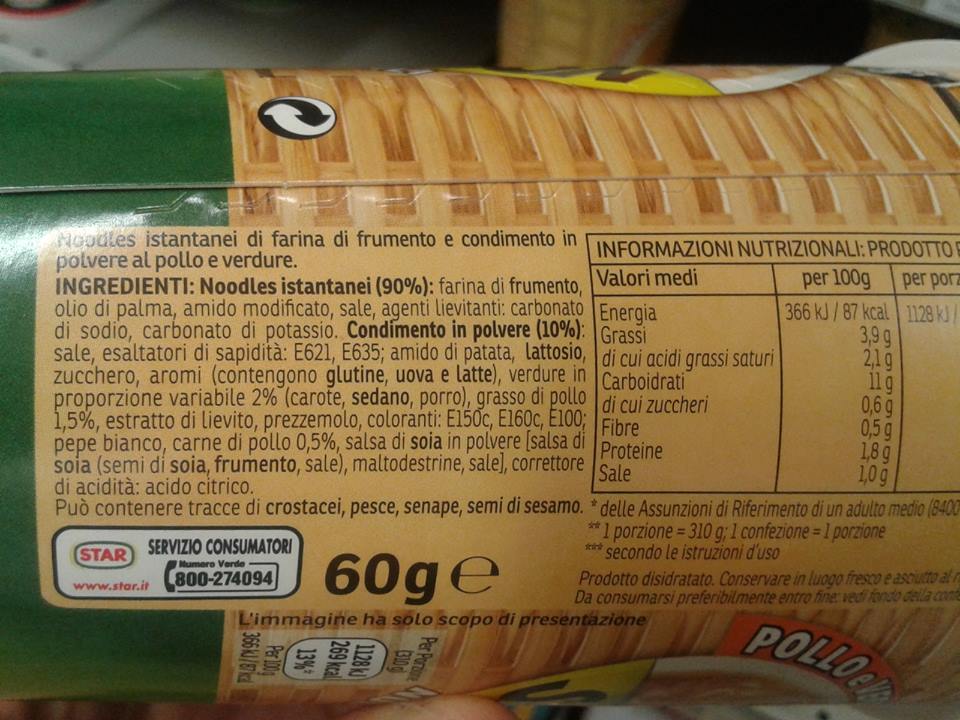 Noodles istantanei di farina di frumento e condimento in
polvere al pollo e verdure.
INGREDIENTI: Noodles istantanei (90%): farina di frumento,
olio di palma, amido modificato, sale, agenti lievitanti: carbonato
di sodio, carbonato di potassio. Condimento in polvere (10%):
sale, esaltatori di sapidità: E621, E635; amido di patata, lattosio,
zucchero, aromi (contengono glutine, uova e latte), verdure in
proporzione variabile 2% (carote, sedano, porro), grasso di pollo
1,5%, estratto di lievito, prezzemolo, coloranti: E150c, E160c, E100;
pepe bianco, carne di pollo 0,5%, salsa di soia in polvere [salsa di
soia (semi di soia, frumento, sale), maltodestrine, sale], correttore
di acidità: acido citrico.
Può contenere tracce di crostacei, pesce, senape, semi di sesamo.
INFORMAZIONI NUTRIZIONALI: PRODOTTO
Valori medi per 100g per porz
Energia 366 kJ / 87 kcal 1128 kJ /
Grassi 3,9 g
di cui acidi grassi saturi 2,1 g
Carboidrati 11 g
di cui zuccheri 0,6 g
Fibre 0,5 g
Proteine 1,8 g
Sale 1,0 g
* delle Assunzioni di Riferimento di un adulto medio (8400
** 1 porzione = 310 g; 1 confezione = 1 porzione
*** secondo le istruzioni d'uso
Prodotto disidratato. Conservare in luogo fresco e asciutto al
Da consumarsi preferibilmente entro fine: vedi fondo della
STAR
www.star.it
SERVIZIO CONSUMATORI
Numero Verde
800-274094
60g e
L'immagine ha solo scopo di presentazione
Per Porzione
(310 g)
1128 kJ
269 kcal
13%*
Per 100g
366 kJ / 87 kcal
POLLO e